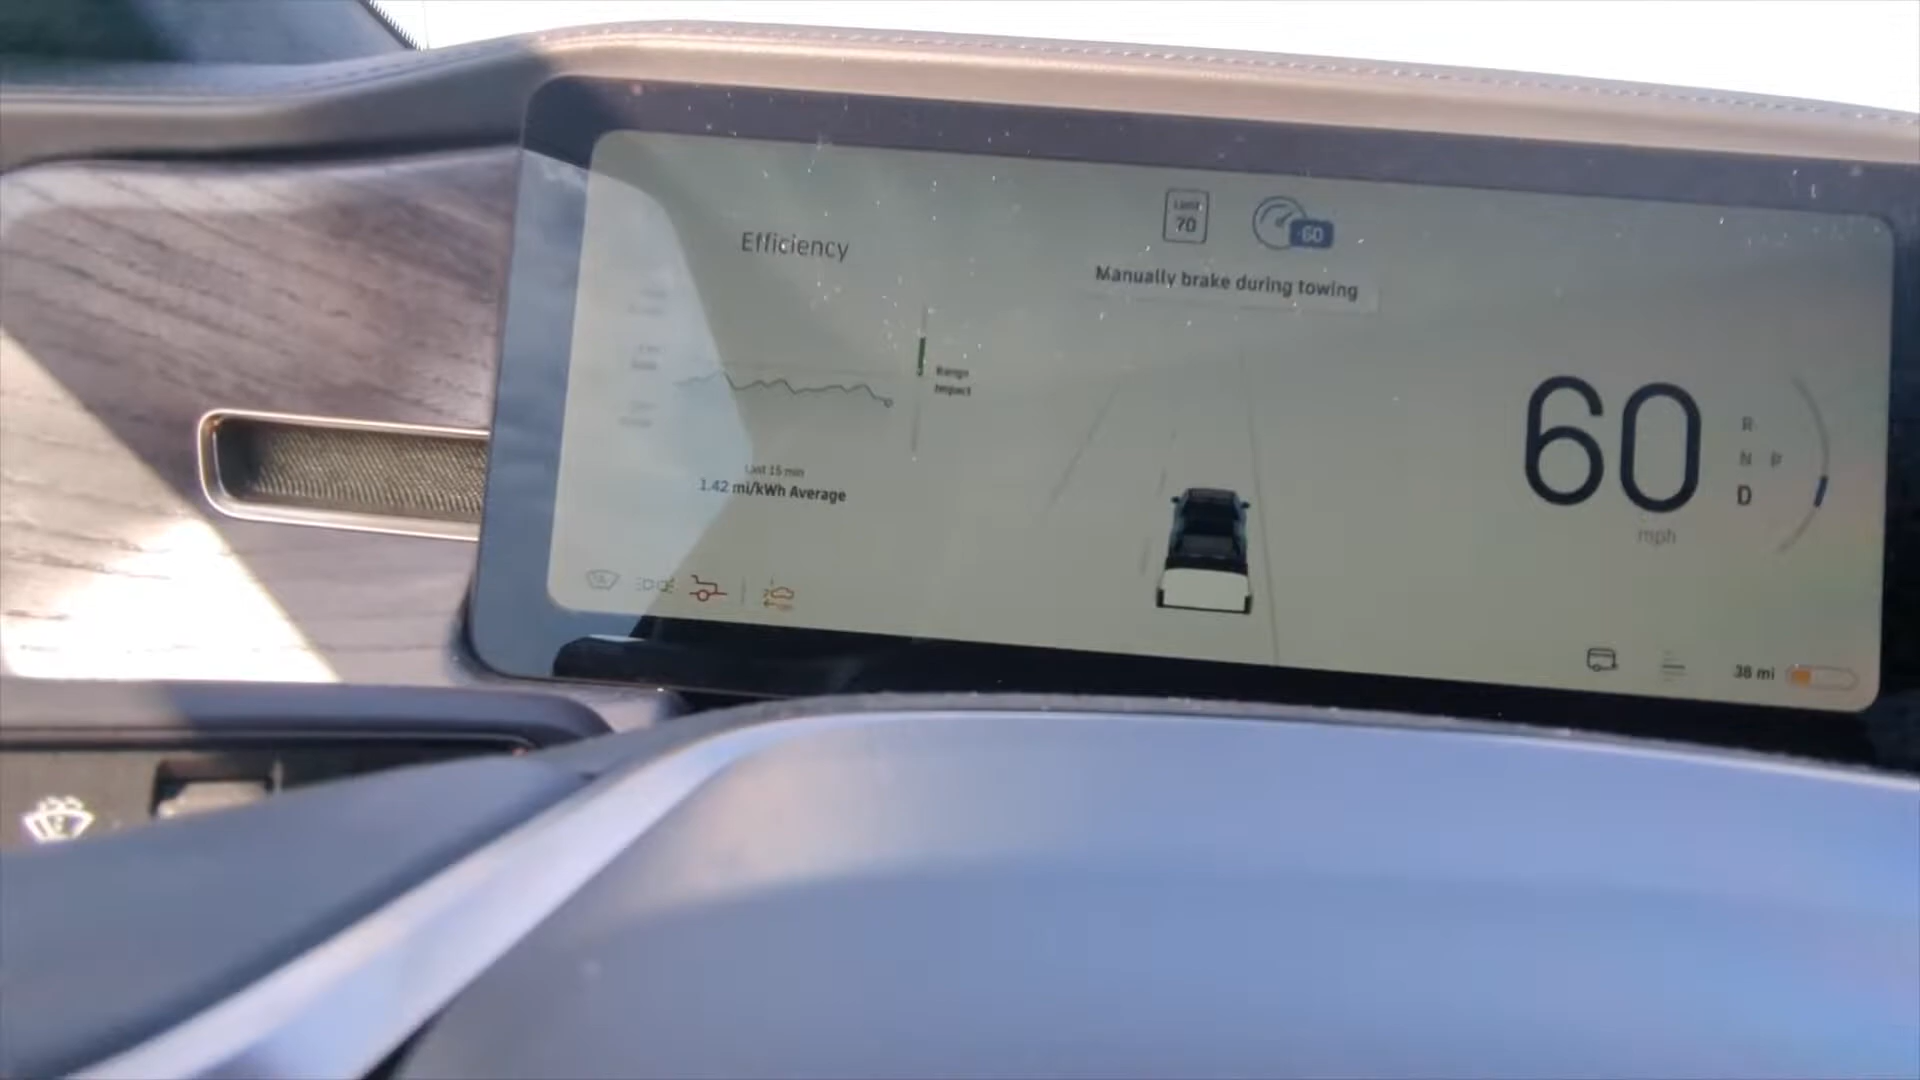 Efficiency
LIMIT
70
60
Manually brake during towing
Range
Impact
Last 15 min
1.42 mi/kWh Average
60
mph
R
N P
D
38 mi